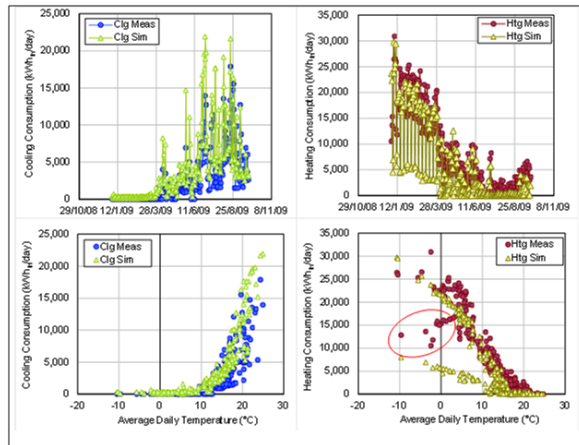 Cooling Consumption (kWhth/day)
25,000
20,000
15,000
10,000
5,000
0
Clg Meas
Clg Sim
29/10/08 12/1/09 28/3/09 11/6/09 25/8/09 8/11/09
Heating Consumption (kWhth/day)
35,000
30,000
25,000
20,000
15,000
10,000
5,000
0
Htg Meas
Htg Sim
29/10/08 12/1/09 28/3/09 11/6/09 25/8/09 8/11/09
Cooling Consumption (kWhth/day)
25,000
20,000
15,000
10,000
5,000
0
Clg Meas
Clg Sim
-20 -10 0 10 20 30
Average Daily Temperature (°C)
Heating Consumption (kWhth/day)
35,000
30,000
25,000
20,000
15,000
10,000
5,000
0
Htg Meas
Htg Sim
-20 -10 0 10 20 30
Average Daily Temperature (°C)